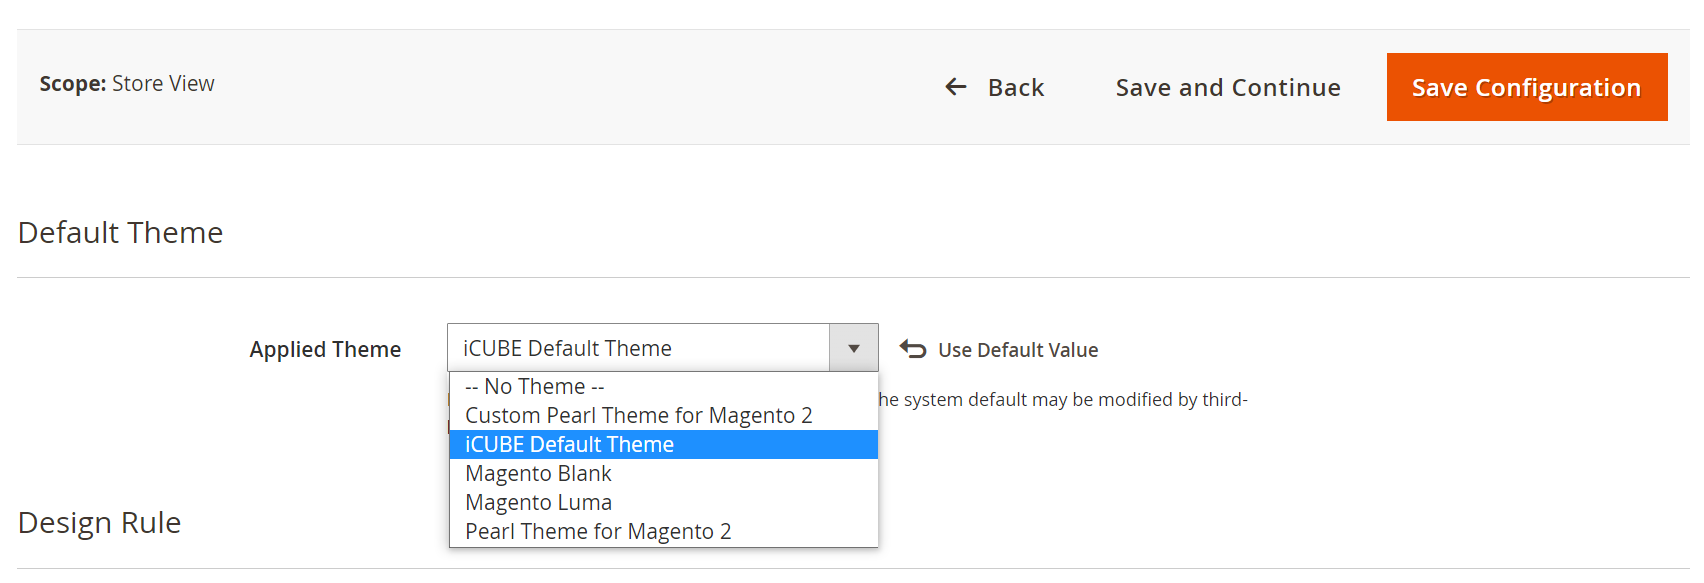 Scope: Store View
Back
Save and Continue
Save Configuration
Default Theme
Applied Theme
iCUBE Default Theme
Use Default Value
-- No Theme --
he system default may be modified by third-
Custom Pearl Theme for Magento 2
iCUBE Default Theme
Magento Blank
Magento Luma
Pearl Theme for Magento 2
Design Rule